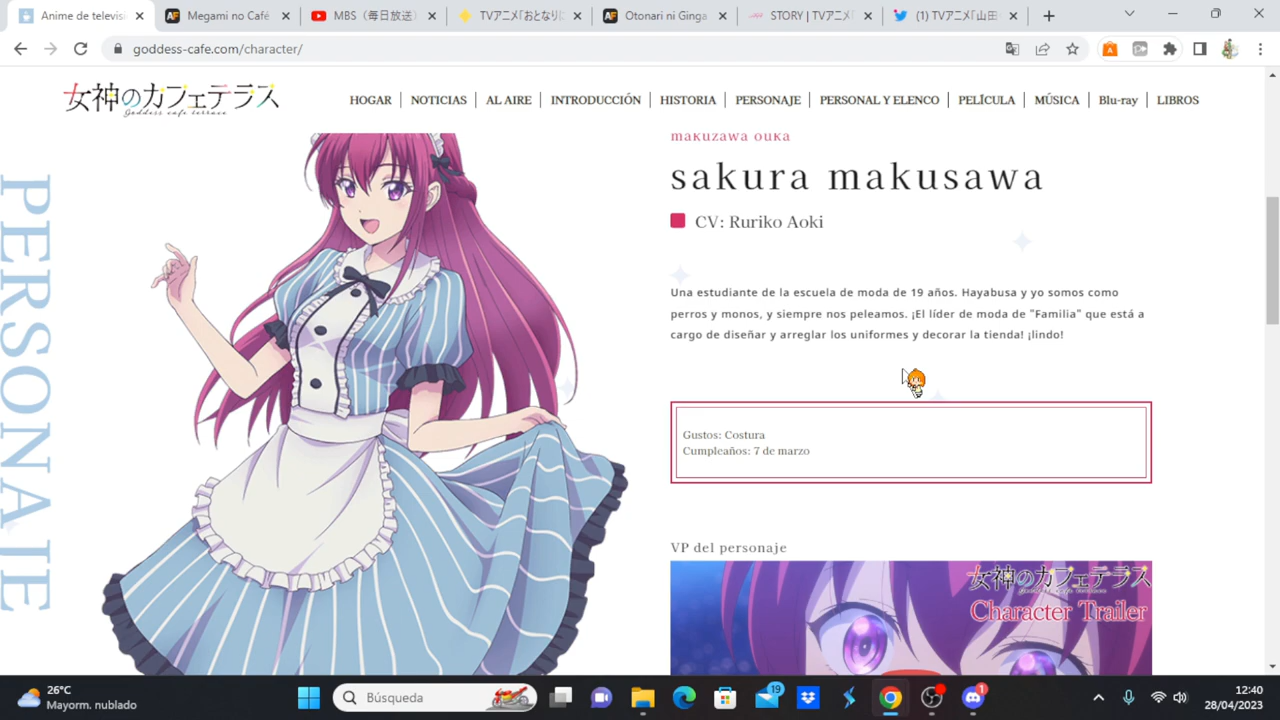 Anime de televisi
Megami no Café
MBS（毎日放送）
TVアニメ「おとなりに
Otonari ni Ginga
STORY | TVアニメ「
(1) TVアニメ「山田
goddess-cafe.com/character/
女神のカフェテラス
Goddess cafe terrace
HOGAR
NOTICIAS
AL AIRE
INTRODUCCIÓN
HISTORIA
PERSONAJE
PERSONAL Y ELENCO
PELÍCULA
MÚSICA
Blu-ray
LIBROS
PERSONAJE
makuzawa ouka
sakura makusawa
CV: Ruriko Aoki
Una estudiante de la escuela de moda de 19 años. Hayabusa y yo somos como
perros y monos, y siempre nos peleamos. ¡El líder de moda de "Familia" que está a
cargo de diseñar y arreglar los uniformes y decorar la tienda! ¡lindo!
Gustos: Costura
Cumpleaños: 7 de marzo
VP del personaje
女神のカフェテラス
Goddess cafe terrace
Character Trailer
26°C
Mayorm. nublado
Búsqueda
19
1
12:40
28/04/2023